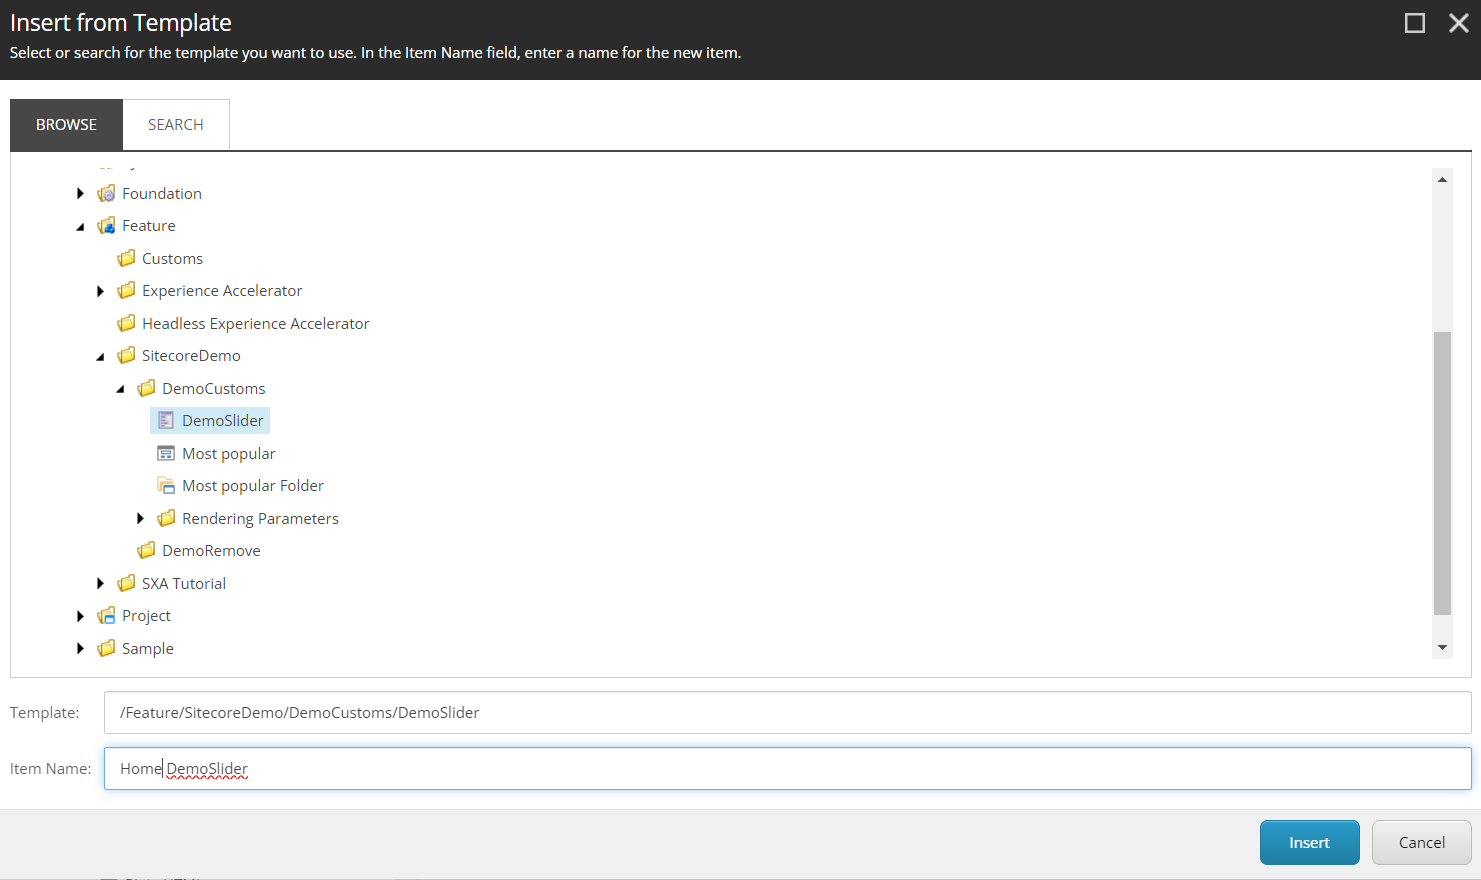 Insert from Template
Select or search for the template you want to use. In the Item Name field, enter a name for the new item.
BROWSE
SEARCH
Foundation
Feature
Customs
Experience Accelerator
Headless Experience Accelerator
SitecoreDemo
DemoCustoms
DemoSlider
Most popular
Most popular Folder
Rendering Parameters
DemoRemove
SXA Tutorial
Project
Sample
Template: /Feature/SitecoreDemo/DemoCustoms/DemoSlider
Item Name: Home DemoSlider
Insert
Cancel